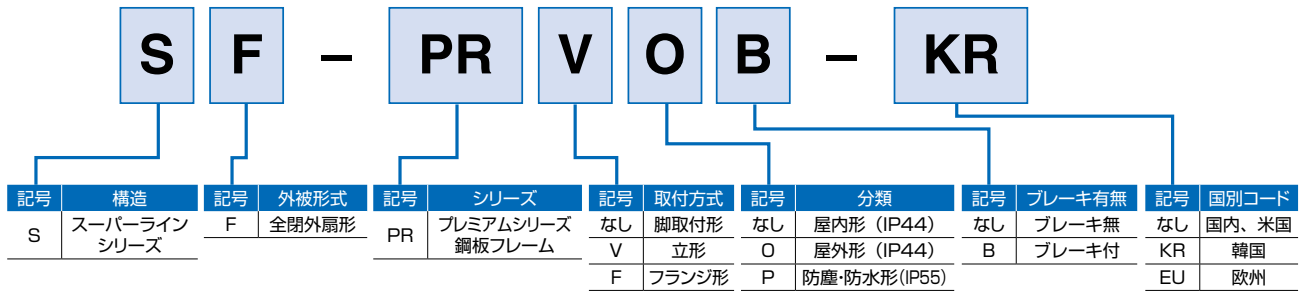 S F – PR V O B – KR
記号 構造
S スーパーライン
シリーズ
記号 外被形式
F 全閉外扇形
記号 シリーズ
PR プレミアムシリーズ
鋼板フレーム
記号 取付方式
なし 脚取付形
V 立形
F フランジ形
記号 分類
なし 屋内形（IP44）
O 屋外形（IP44）
P 防塵・防水形(IP55)
記号 ブレーキ有無
なし ブレーキ無
B ブレーキ付
記号 国別コード
なし 国内、米国
KR 韓国
EU 欧州